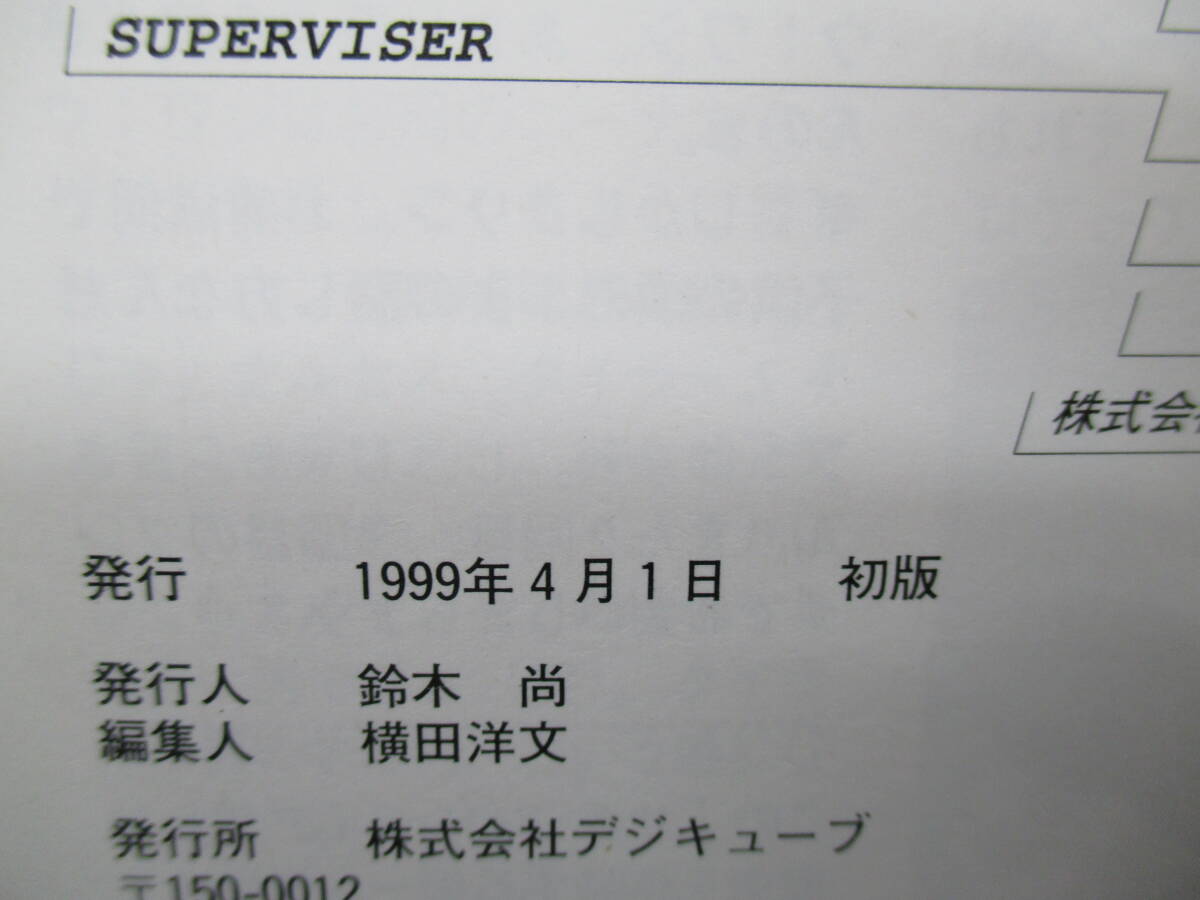 SUPERVISER
株式会
発行　1999年4月1日　初版
発行人　鈴木　尚
編集人　横田洋文
発行所　株式会社デジキューブ
〒150-0012